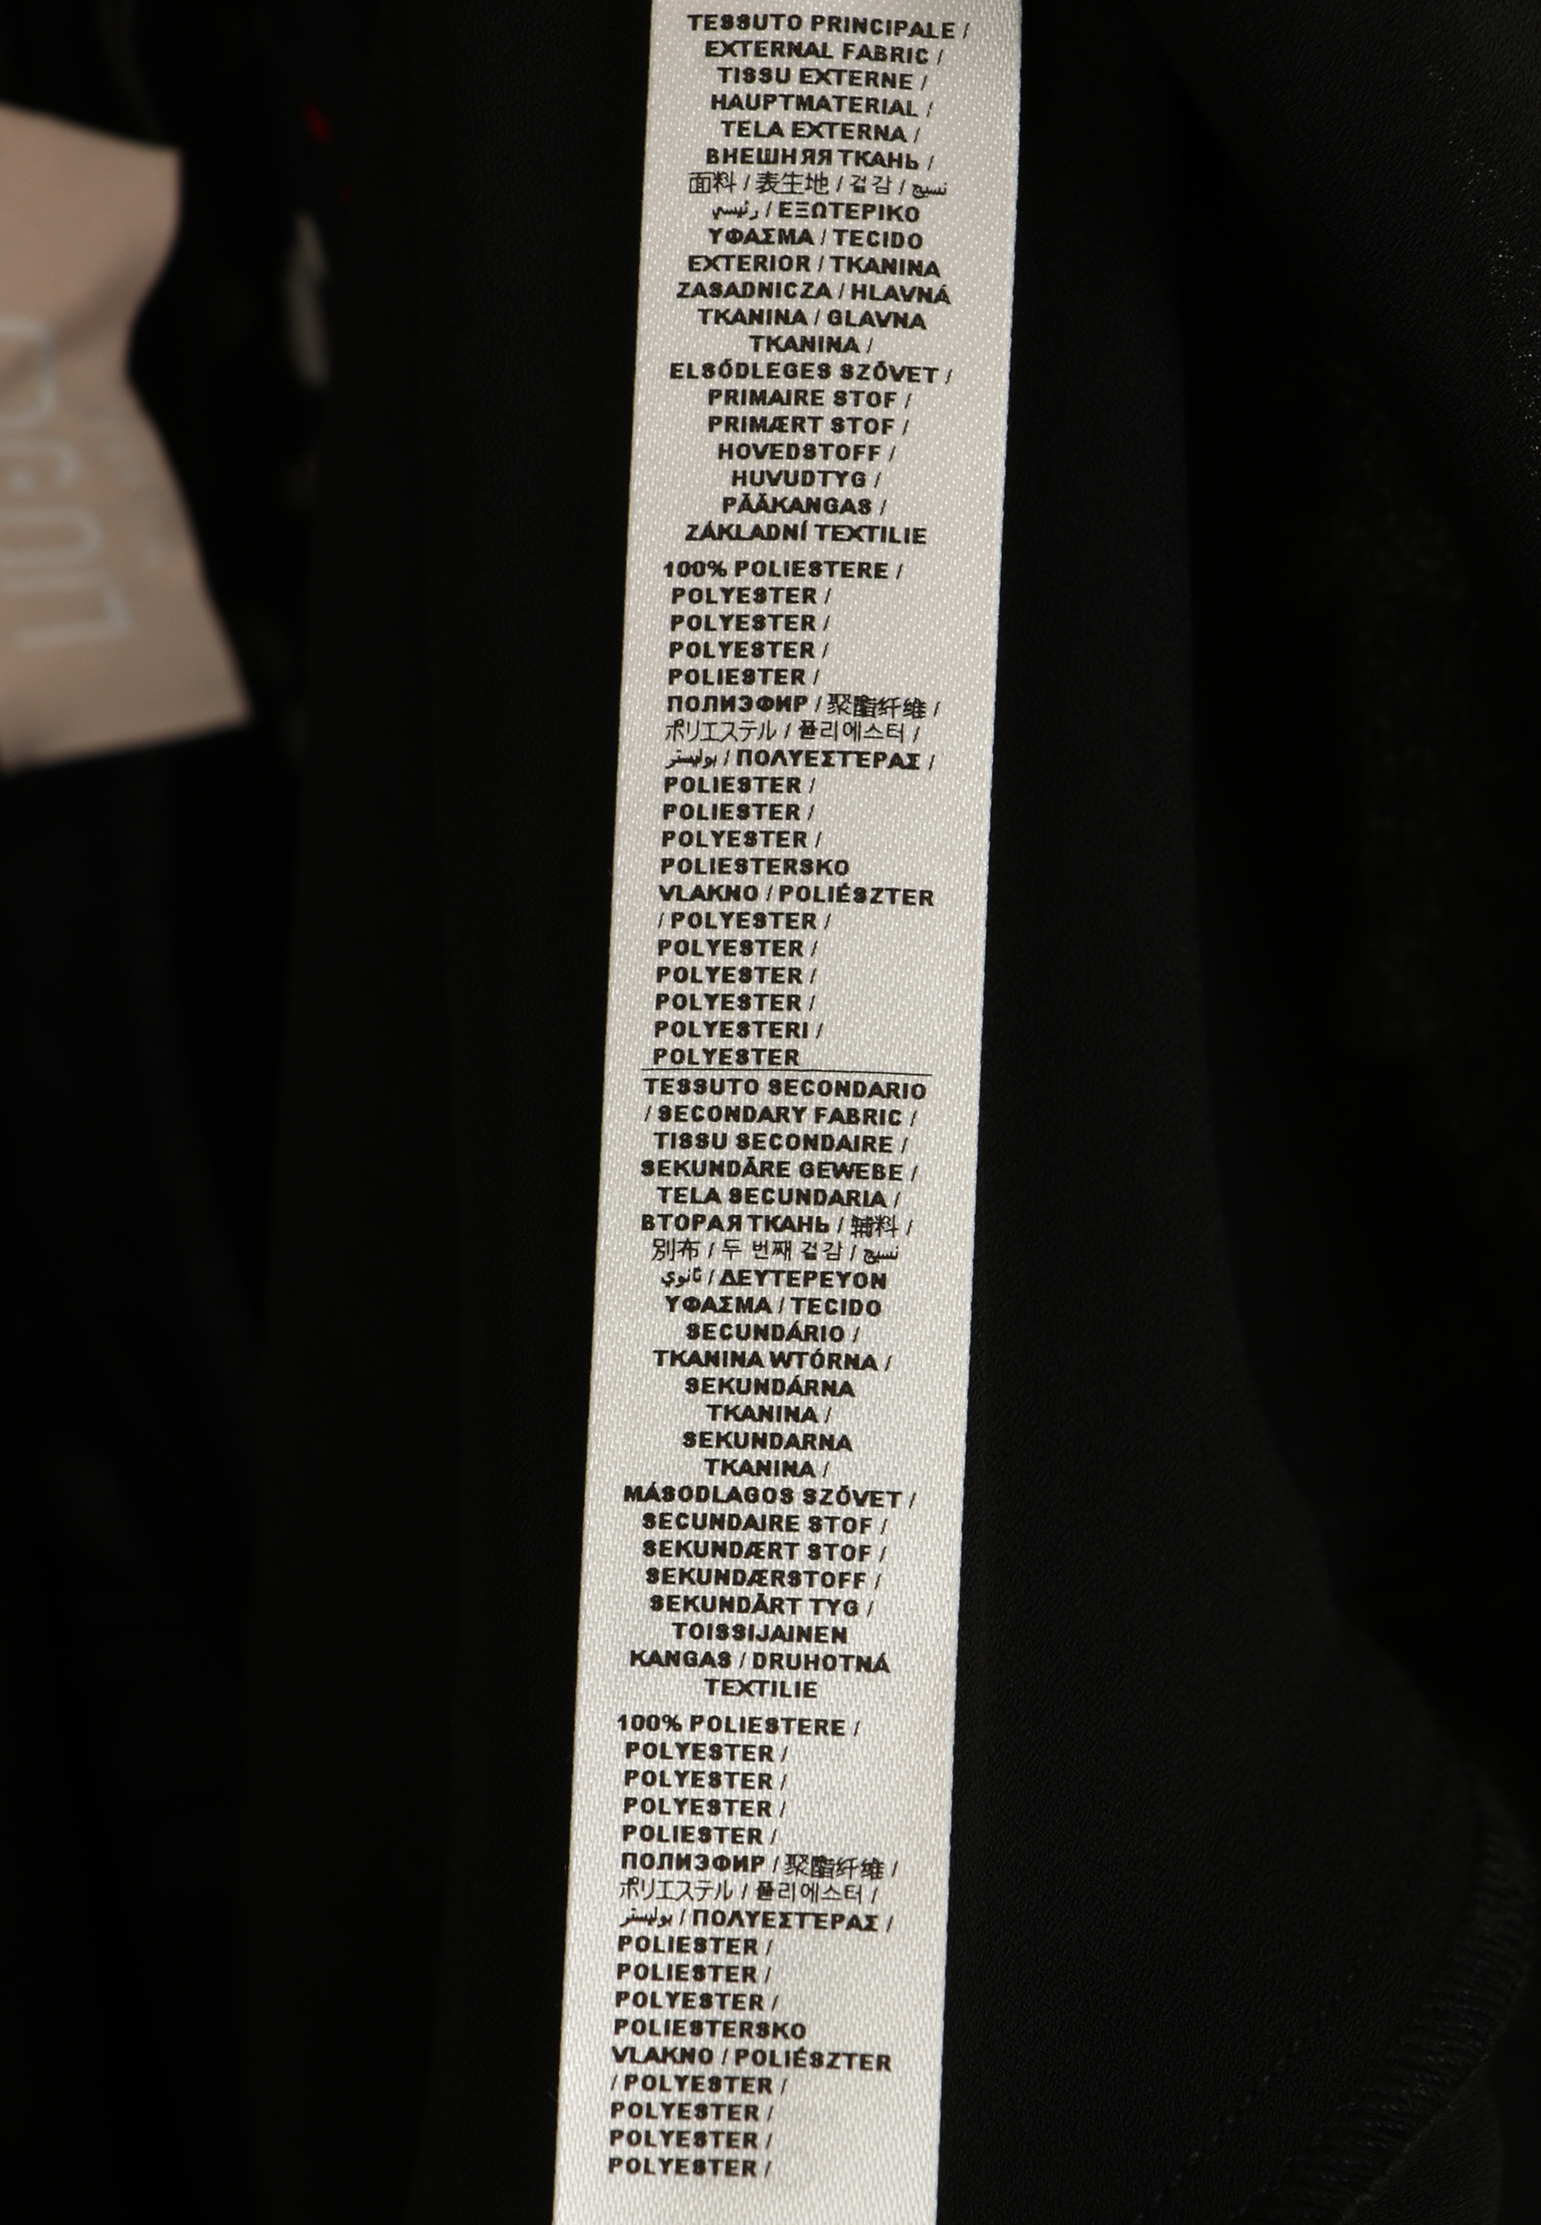 TESSUTO PRINCIPALE /
EXTERNAL FABRIC /
TISSU EXTERNE /
HAUPTMATERIAL /
TELA EXTERNA /
ВНЕШНЯЯ ТКАНЬ /
面料 / 表生地 / 겉감 / نسيج
رئيسي / ΕΞΩΤΕΡΙΚΟ
ΥΦΑΣΜΑ / TECIDO
EXTERIOR / TKANINA
ZASADNICZA / HLAVNÁ
TKANINA / GLAVNA
TKANINA /
ELSŐDLEGES SZÖVET /
PRIMAIRE STOF /
PRIMÆRT STOF /
HOVEDSTOFF /
HUVUDTYG /
PÄÄKANGAS /
ZÁKLADNÍ TEXTILIE
100% POLIESTERE /
POLYESTER /
POLYESTER /
POLYESTER /
POLIESTER /
ПОЛИЭФИР / 聚酯纤维 /
ポリエステル / 폴리에스터 /
بوليستر / ΠΟΛΥΕΣΤΕΡΑΣ /
POLIESTER /
POLIESTER /
POLYESTER /
POLIESTERSKO
VLAKNO / POLIÉSZTER
/ POLYESTER /
POLYESTER /
POLYESTER /
POLYESTER /
POLYESTERI /
POLYESTER
TESSUTO SECONDARIO
/ SECONDARY FABRIC /
TISSU SECONDAIRE /
SEKUNDÄRE GEWEBE /
TELA SECUNDARIA /
ВТОРАЯ ТКАНЬ / 辅料 /
別布 / 두 번째 겉감 / نسيج
ثانوي / ΔΕΥΤΕΡΕΥΟΝ
ΥΦΑΣΜΑ / TECIDO
SECUNDÁRIO /
TKANINA WTÓRNA /
SEKUNDÁRNA
TKANINA /
SEKUNDARNA
TKANINA /
MÁSODLAGOS SZÖVET /
SECUNDAIRE STOF /
SEKUNDÆRT STOF /
SEKUNDÆRSTOFF /
SEKUNDÄRT TYG /
TOISSIJAINEN
KANGAS / DRUHOTNÁ
TEXTILIE
100% POLIESTERE /
POLYESTER /
POLYESTER /
POLYESTER /
POLIESTER /
ПОЛИЭФИР / 聚酯纤维 /
ポリエステル / 폴리에스터 /
بوليستر / ΠΟΛΥΕΣΤΕΡΑΣ /
POLIESTER /
POLIESTER /
POLYESTER /
POLIESTERSKO
VLAKNO / POLIÉSZTER
/ POLYESTER /
POLYESTER /
POLYESTER /
POLYESTER /